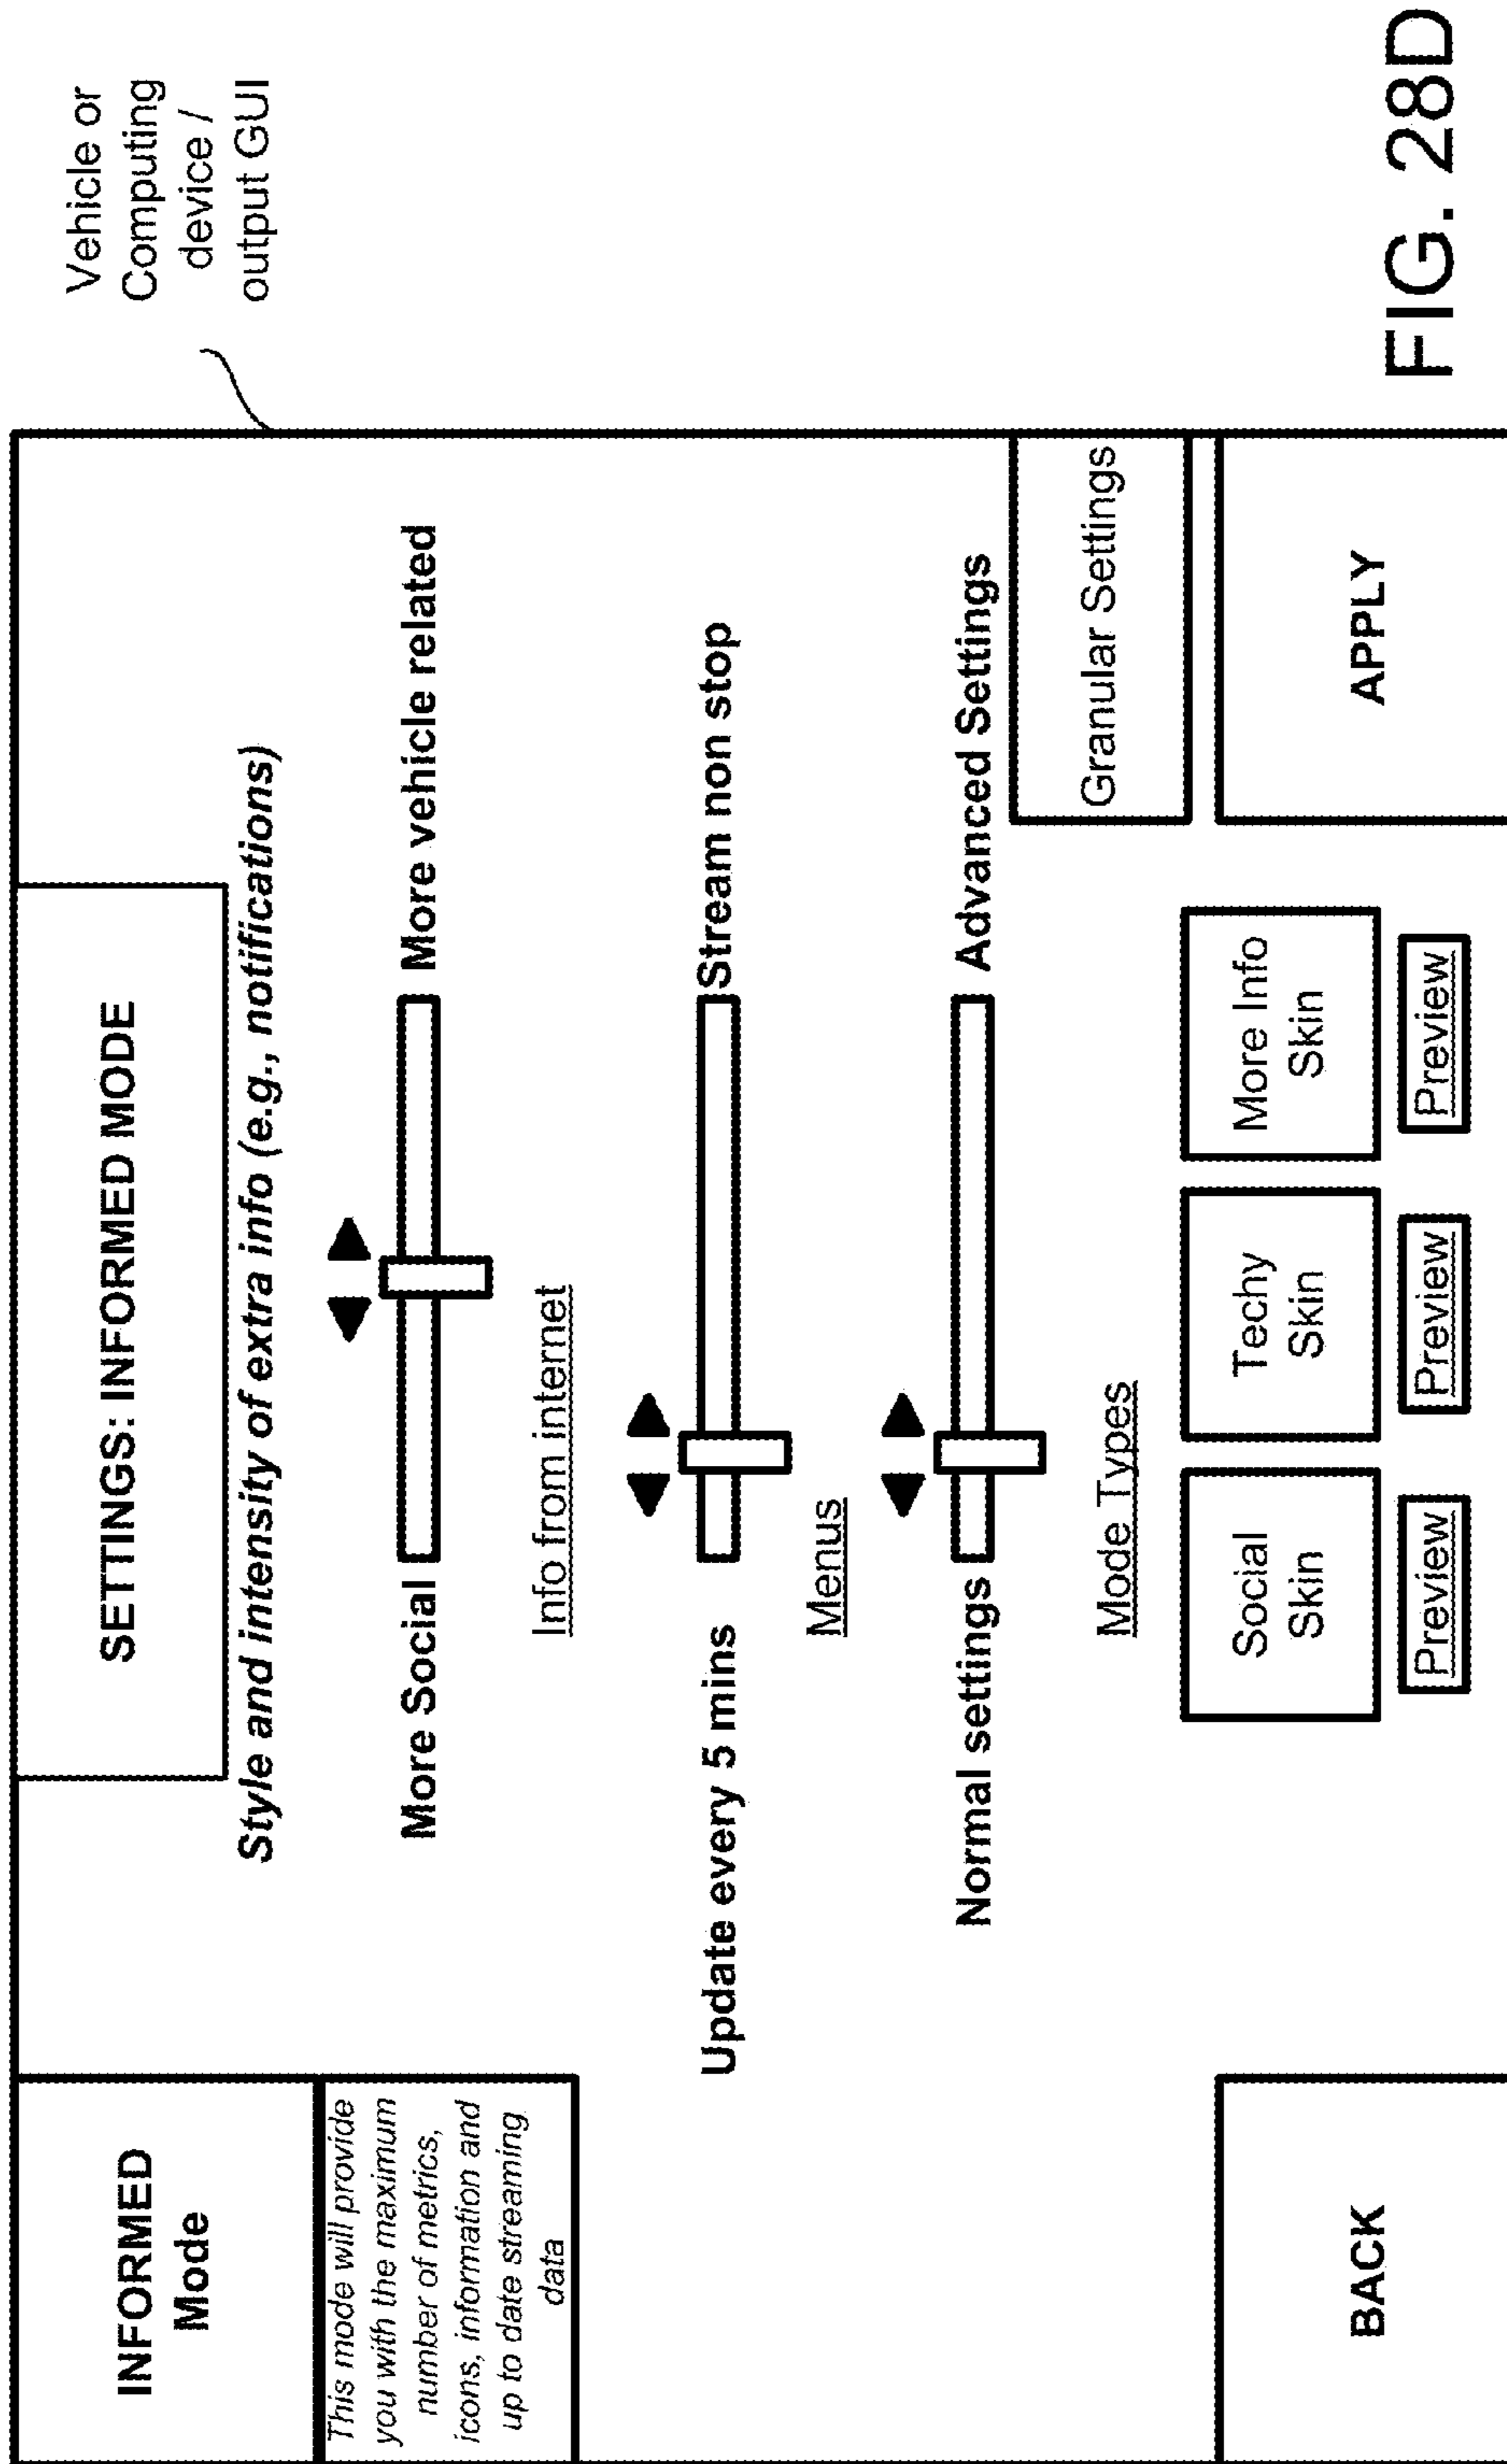 Vehicle or
Computing
device /
output GUI
INFORMED
Mode
This mode will provide
you with the maximum
number of metrics,
icons, information and
up to date streaming
data
SETTINGS: INFORMED MODE
Style and intensity of extra info (e.g., notifications)
More Social
More vehicle related
Info from internet
Update every 5 mins
Stream non stop
Menus
Normal settings
Advanced Settings
Mode Types
Granular Settings
Social
Skin
Techy
Skin
More Info
Skin
Preview
Preview
Preview
BACK
APPLY
FIG. 28D